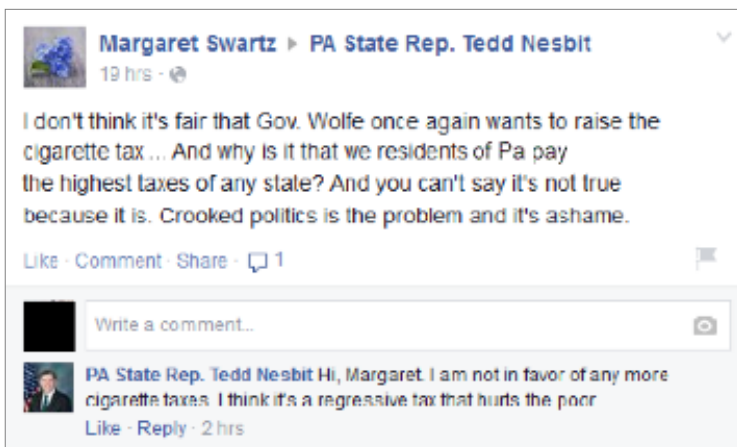 Margaret Swartz ▸ PA State Rep. Tedd Nesbit
19 hrs ·
I don't think it's fair that Gov. Wolfe once again wants to raise the
cigarette tax ... And why is it that we residents of Pa pay
the highest taxes of any state? And you can't say it's not true
because it is. Crooked politics is the problem and it's ashame.
Like · Comment · Share · 1
Write a comment...
PA State Rep. Tedd Nesbit Hi, Margaret. I am not in favor of any more
cigarette taxes. I think it's a regressive tax that hurts the poor.
Like · Reply · 2 hrs